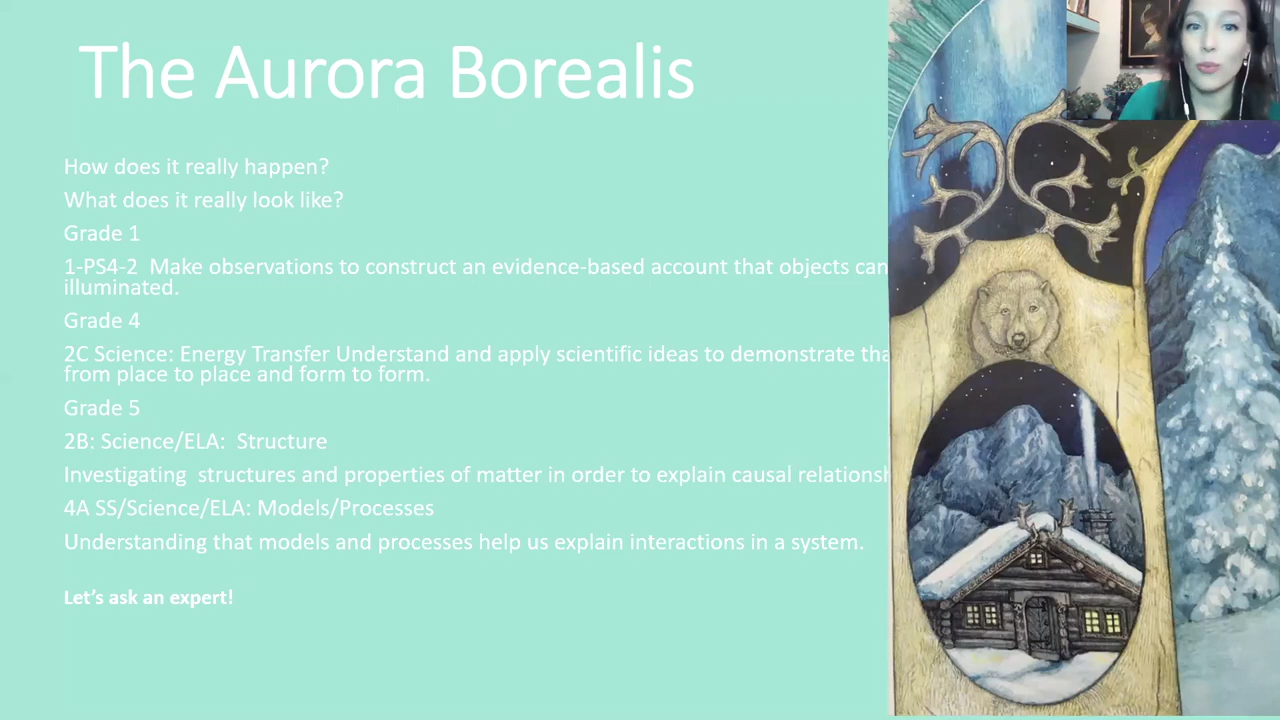 The Aurora Borealis
How does it really happen?
What does it really look like?
Grade 1
1-PS4-2  Make observations to construct an evidence-based account that objects can
illuminated.
Grade 4
2C Science: Energy Transfer Understand and apply scientific ideas to demonstrate
from place to place and form to form.
Grade 5
2B: Science/ELA:  Structure
Investigating  structures and properties of matter in order to explain causal
4A SS/Science/ELA: Models/Processes
Understanding that models and processes help us explain interactions in a system.
Let's ask an expert!